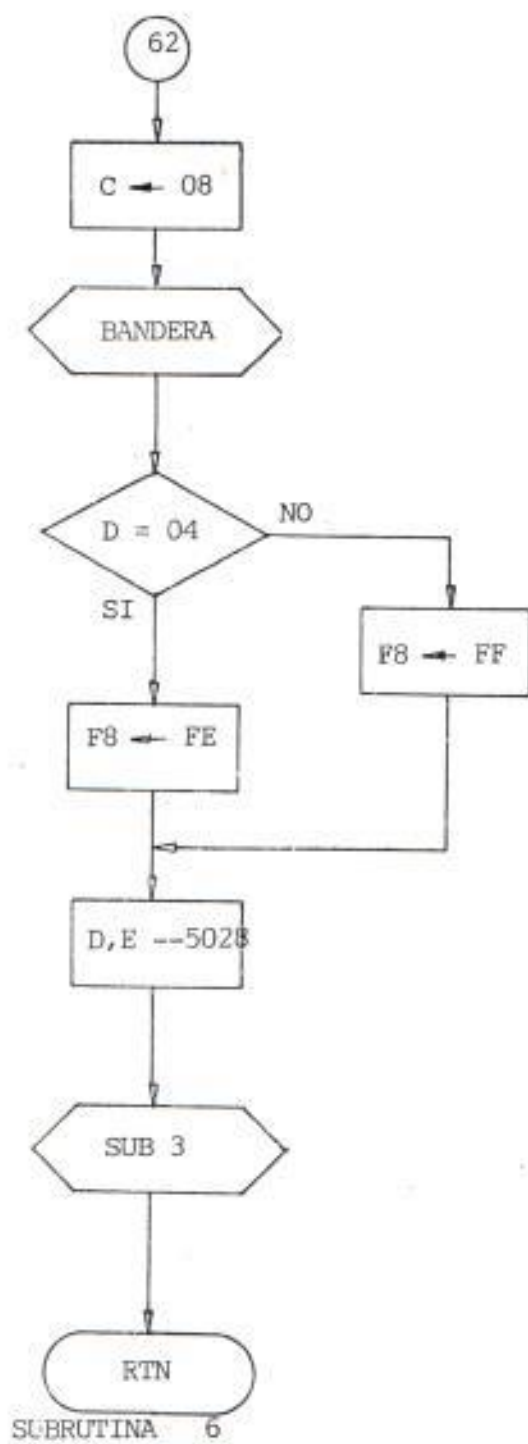 62
C ← 08
BANDERA
D = 04
NO
SI
F8 ← FF
F8 ← FE
D,E --5028
SUB 3
RTN
SUBRUTINA 6